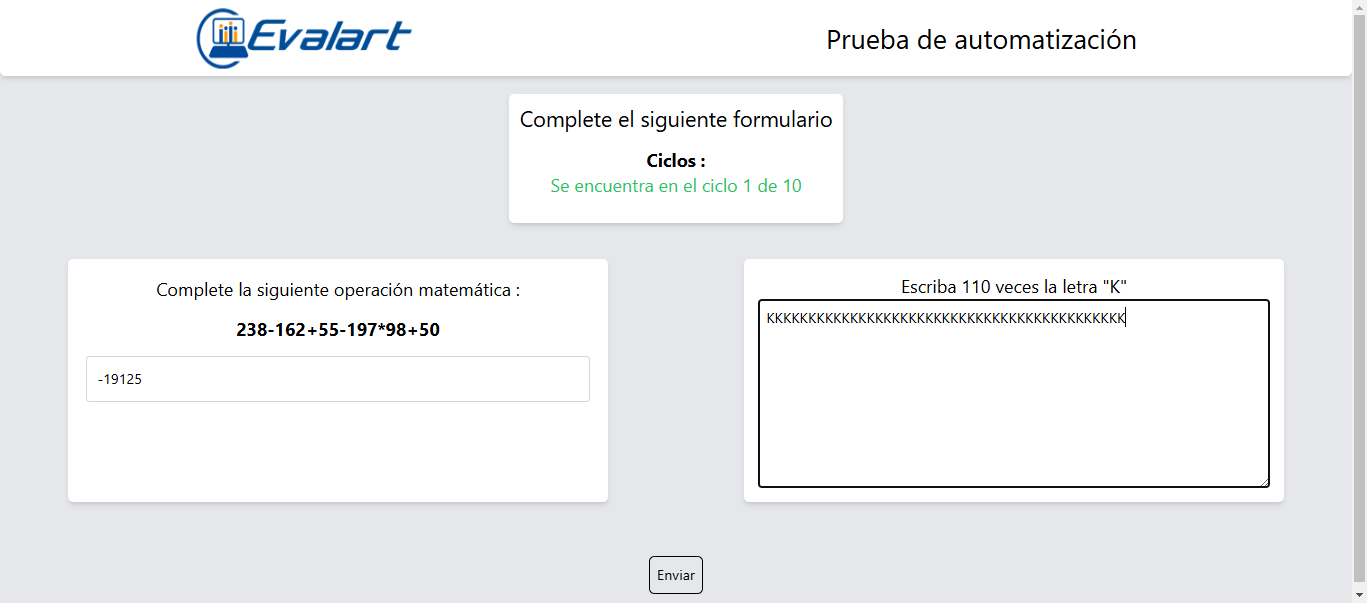 Evalart
Prueba de automatización
Complete el siguiente formulario
Ciclos :
Se encuentra en el ciclo 1 de 10
Complete la siguiente operación matemática :
238-162+55-197*98+50
-19125
Escriba 110 veces la letra "K"
KKKKKKKKKKKKKKKKKKKKKKKKKKKKKKKKKKKKKKKKKKK
Enviar